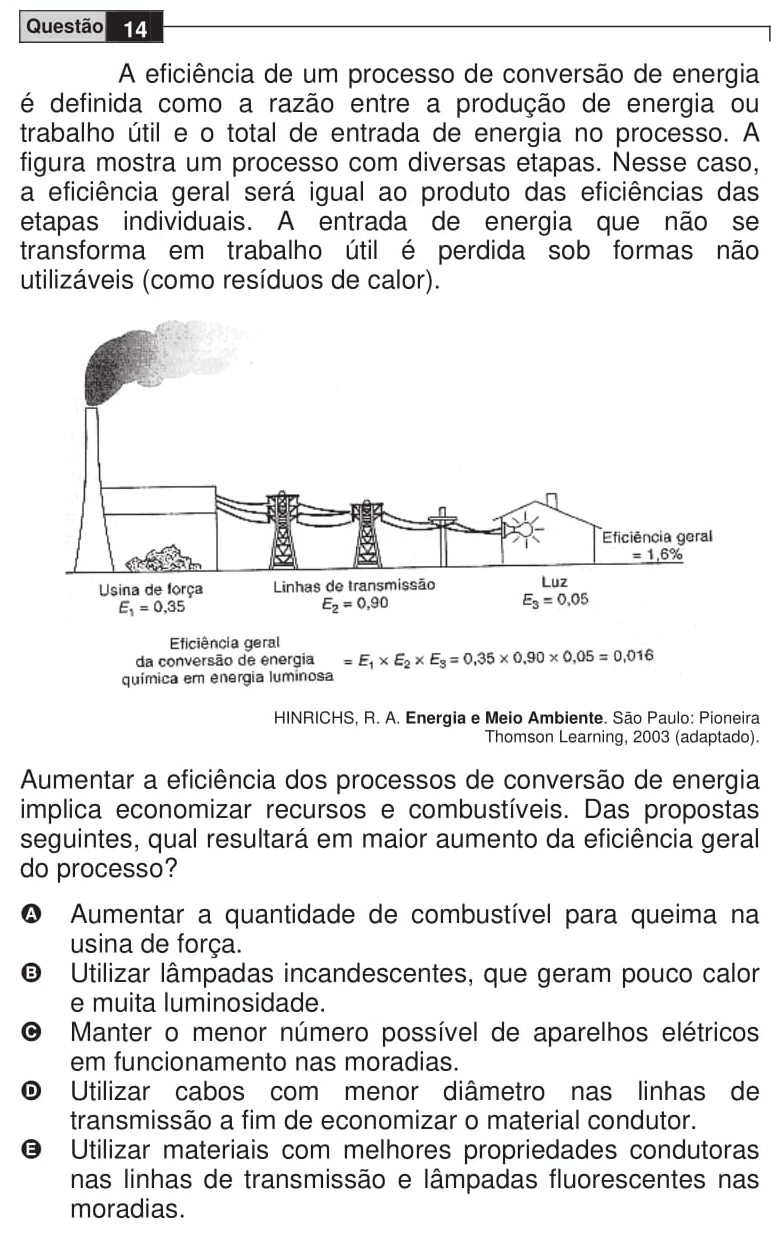 Questão 14
A eficiência de um processo de conversão de energia
é definida como a razão entre a produção de energia ou
trabalho útil e o total de entrada de energia no processo. A
figura mostra um processo com diversas etapas. Nesse caso,
a eficiência geral será igual ao produto das eficiências das
etapas individuais. A entrada de energia que não se
transforma em trabalho útil é perdida sob formas não
utilizáveis (como resíduos de calor).
Eficiência geral
= 1,6%
Usina de força
E₁ = 0,35
Linhas de transmissão
E₂ = 0,90
Luz
E₃ = 0,05
Eficiência geral
da conversão de energia = E₁ × E₂ × E₃ = 0,35 × 0,90 × 0,05 = 0,016
química em energia luminosa
HINRICHS, R. A. Energia e Meio Ambiente. São Paulo: Pioneira
Thomson Learning, 2003 (adaptado).
Aumentar a eficiência dos processos de conversão de energia
implica economizar recursos e combustíveis. Das propostas
seguintes, qual resultará em maior aumento da eficiência geral
do processo?
A Aumentar a quantidade de combustível para queima na
usina de força.
B Utilizar lâmpadas incandescentes, que geram pouco calor
e muita luminosidade.
C Manter o menor número possível de aparelhos elétricos
em funcionamento nas moradias.
D Utilizar cabos com menor diâmetro nas linhas de
transmissão a fim de economizar o material condutor.
E Utilizar materiais com melhores propriedades condutoras
nas linhas de transmissão e lâmpadas fluorescentes nas
moradias.